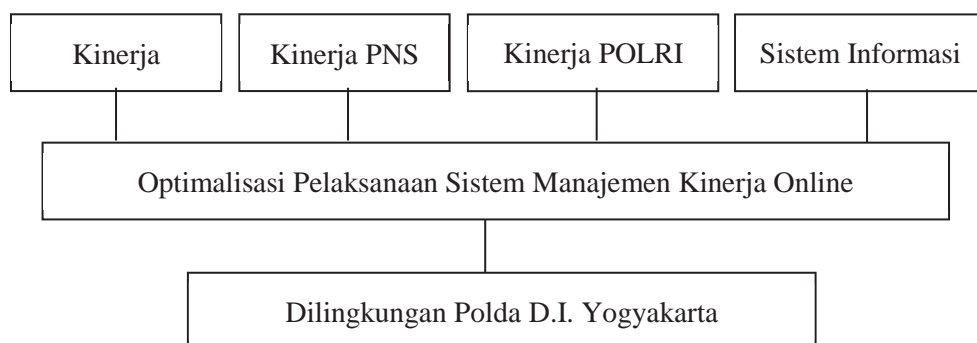 Kinerja
Kinerja PNS
Kinerja POLRI
Sistem Informasi
Optimalisasi Pelaksanaan Sistem Manajemen Kinerja Online
Dilingkungan Polda D.I. Yogyakarta